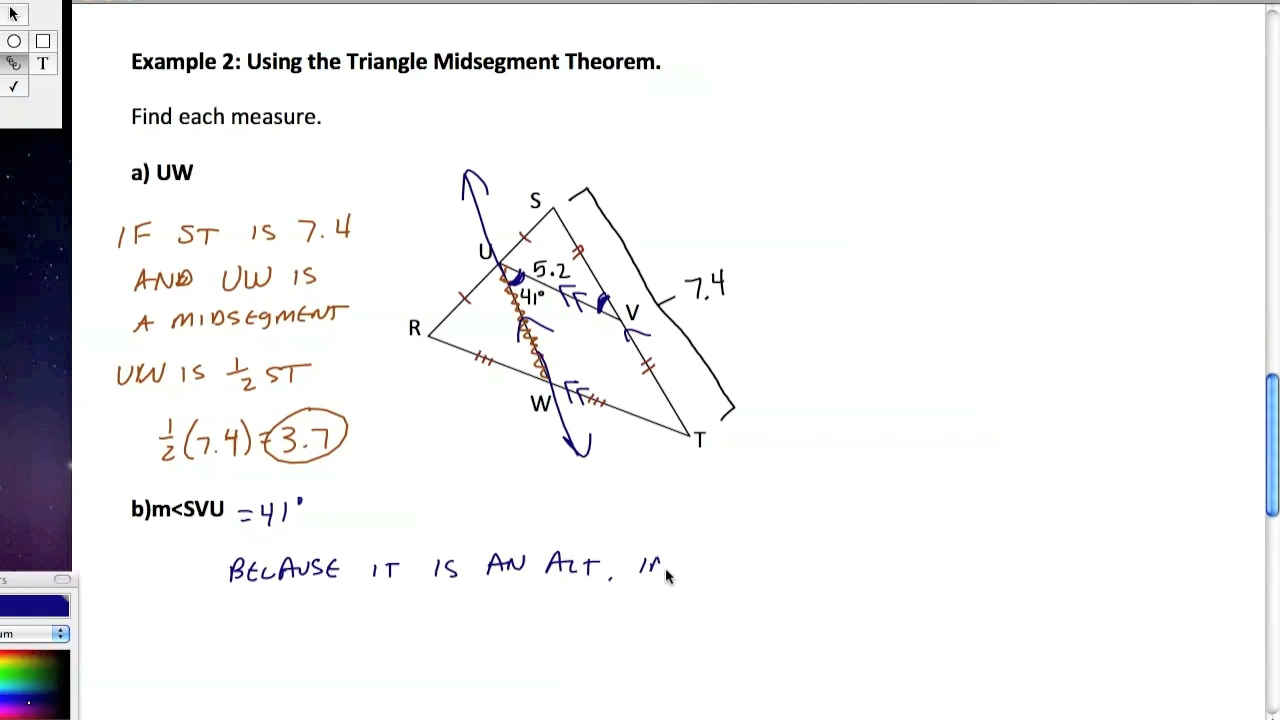 T
✓
Example 2: Using the Triangle Midsegment Theorem.
Find each measure.
a) UW
IF ST IS 7.4
AND UW IS
A MIDSEGMENT
UW IS 1/2 ST
1/2 (7.4) = 3.7
S
U
5.2
41°
V
7.4
R
W
T
b)m<SVU = 41°
BECAUSE IT IS AN ALT. IN
rs
um